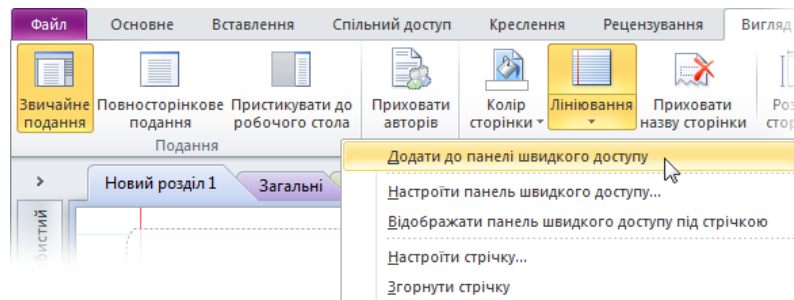 Файл Основне Вставлення Спільний доступ Креслення Рецензування Вигляд
Звичайне Повносторінкове Пристикувати до Приховати Колір Лініювання Приховати
подання подання робочого стола авторів сторінки назву сторінки
Подання
Додати до панелі швидкого доступу
Новий розділ 1 Загальні
Настроїти панель швидкого доступу...
Відображати панель швидкого доступу під стрічкою
Настроїти стрічку...
Згорнути стрічку